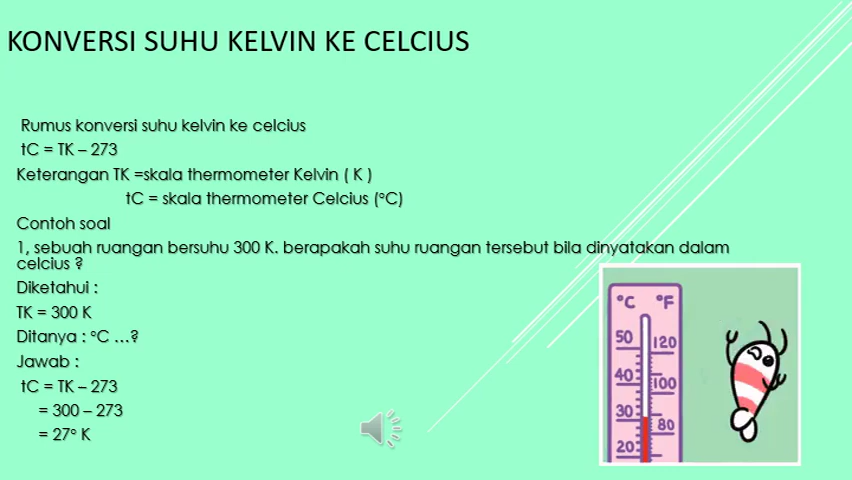 KONVERSI SUHU KELVIN KE CELCIUS
Rumus konversi suhu kelvin ke celcius
tC = TK – 273
Keterangan TK =skala thermometer Kelvin ( K )
tC = skala thermometer Celcius (°C)
Contoh soal
1, sebuah ruangan bersuhu 300 K. berapakah suhu ruangan tersebut bila dinyatakan dalam
celcius ?
Diketahui :
TK = 300 K
Ditanya : °C …?
Jawab :
tC = TK – 273
= 300 – 273
= 27° K
°C °F
50 120
40 100
30 80
20